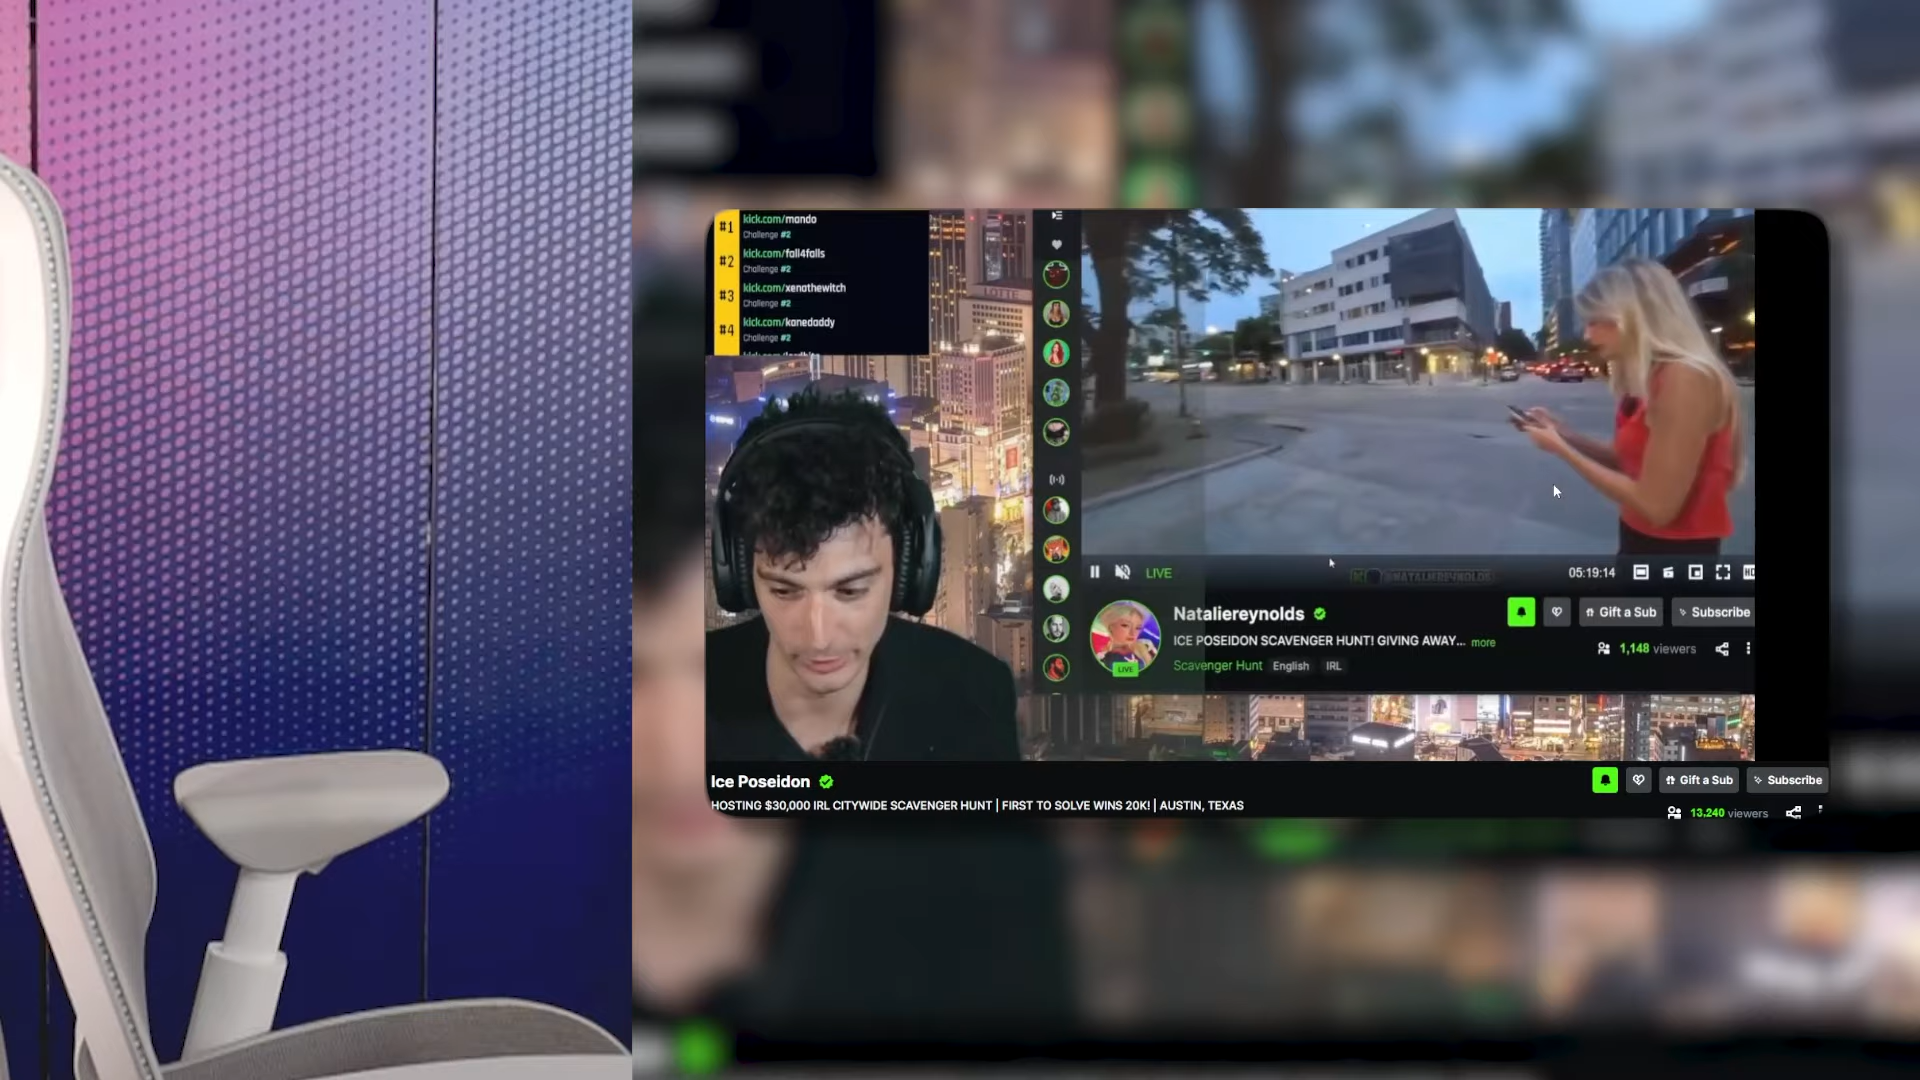 #1 kick.com/mando
Challenge #2
#2 kick.com/fall4falls
Challenge #2
#3 kick.com/xenathewitch
Challenge #2
#4 kick.com/kanedaddy
Challenge #2
LOTTE
LIVE
@NATALIEREYNOLDS
05:19:14
Nataliereynolds
Gift a Sub
Subscribe
ICE POSEIDON SCAVENGER HUNT! GIVING AWAY... more
1,148 viewers
LIVE
Scavenger Hunt English IRL
Ice Poseidon
Gift a Sub
Subscribe
HOSTING $30,000 IRL CITYWIDE SCAVENGER HUNT | FIRST TO SOLVE WINS 20K! | AUSTIN, TEXAS
13,240 viewers